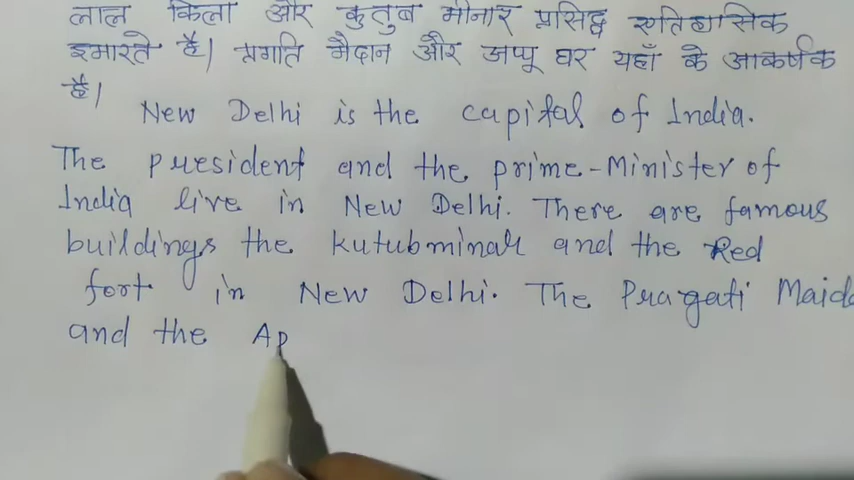 लाल किला और कुतुब मीनार प्रसिद्ध ऐतिहासिक
इमारते है। प्रगति मैदान और अप्पू घर यहाँ के आकर्षक
है।
New Delhi is the capital of India.
The president and the prime-Minister of
India live in New Delhi. There are famous
buildings the kutubminar and the Red
fort in New Delhi. The Pragati Maida
and the Ap